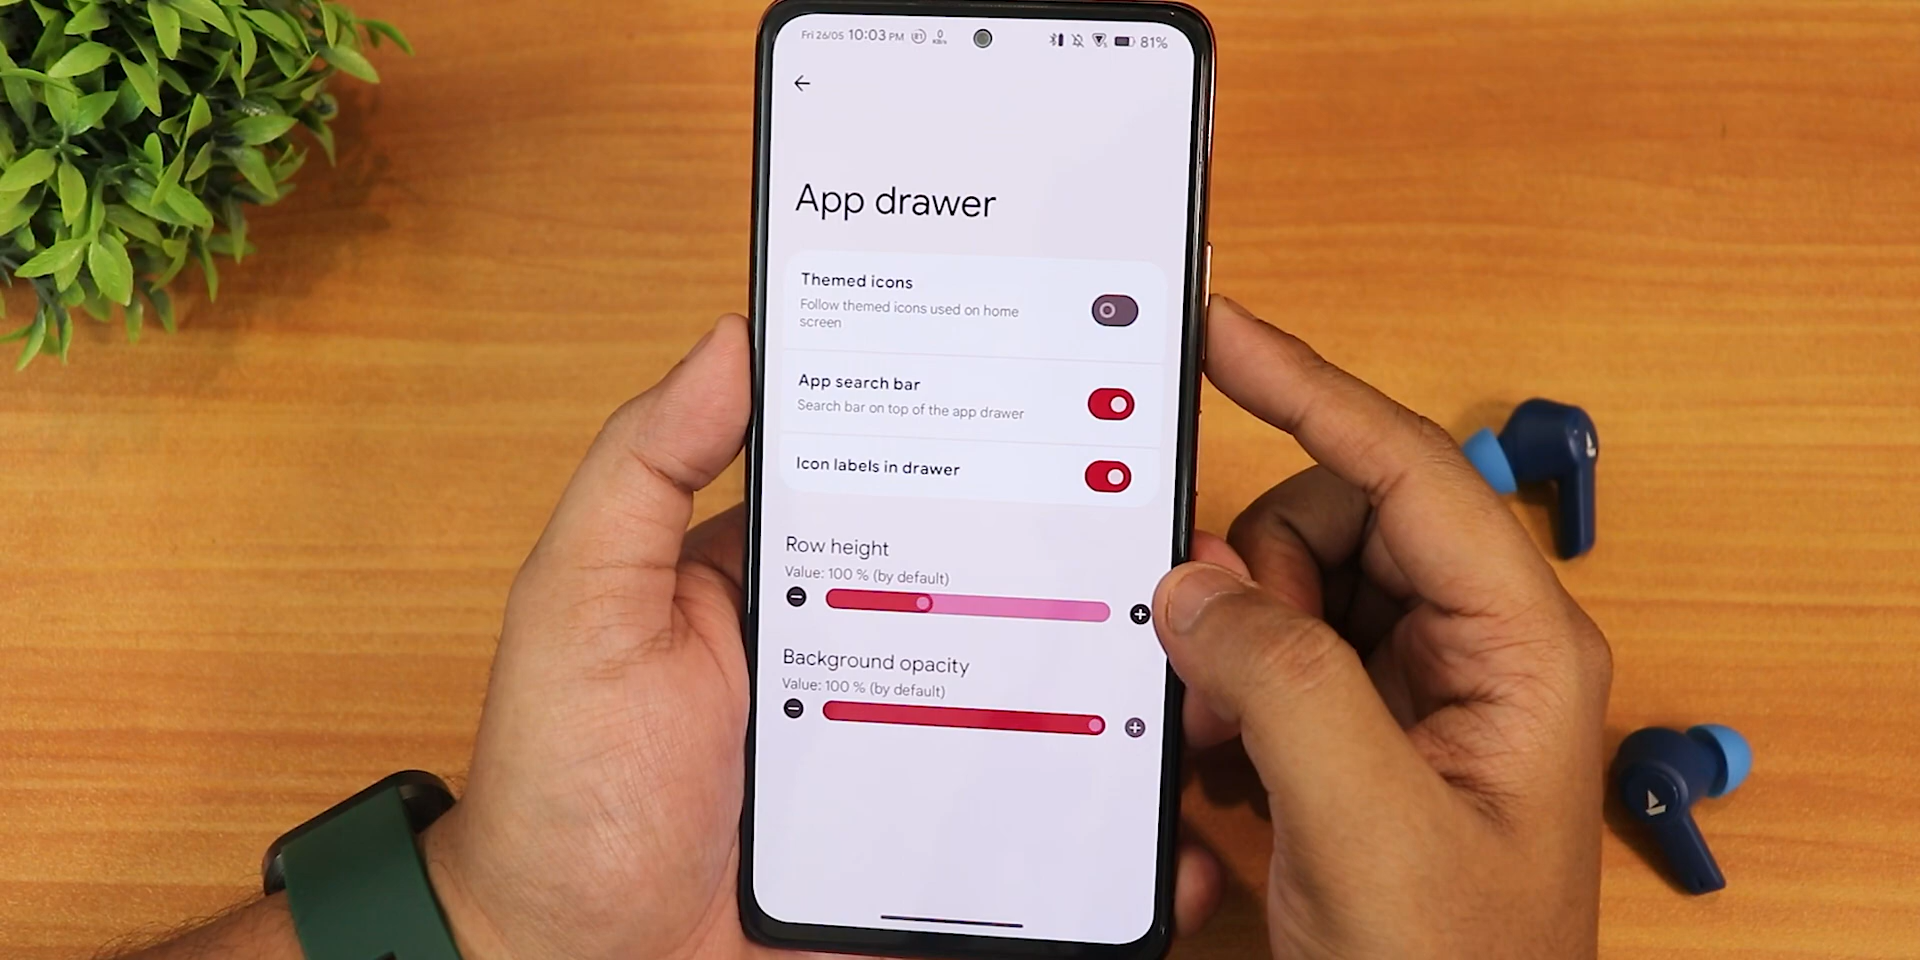 Fri 26/05 10:03 PM 81%
App drawer
Themed icons
Follow themed icons used on home
screen
App search bar
Search bar on top of the app drawer
Icon labels in drawer
Row height
Value: 100 % (by default)
Background opacity
Value: 100 % (by default)